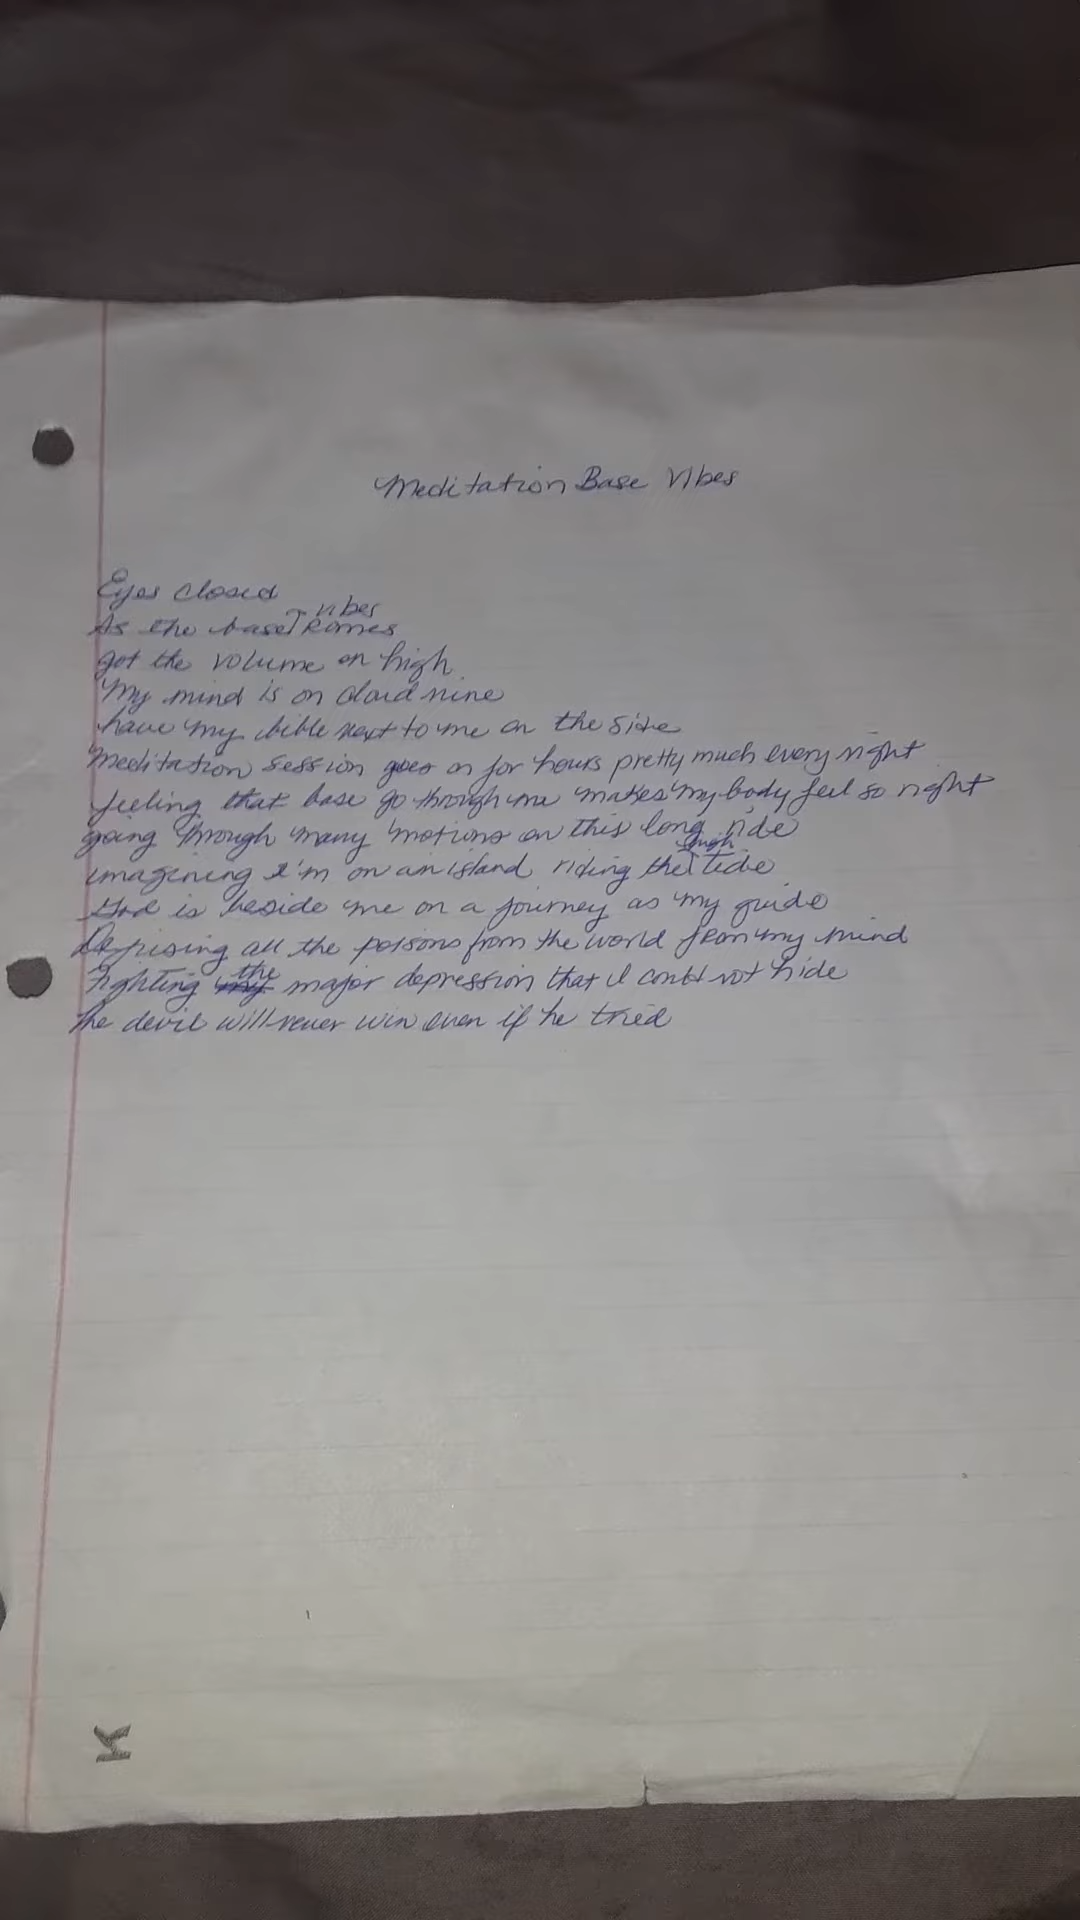 Meditation Base Vibes
Eyes closed
As the base vibes
got the volume on high
My mind is on cloud nine
have my bible next to me on the side
Meditation session goes on for hours pretty much every night
feeling that base go through me makes my body feel so right
going through many motions on this long ride
imagining I'm on an island riding the high tide
God is beside me on a journey as my guide
all the poisons from the world from my mind
Fighting the major depression that I could not hide
The devil will never win even if he tried
K